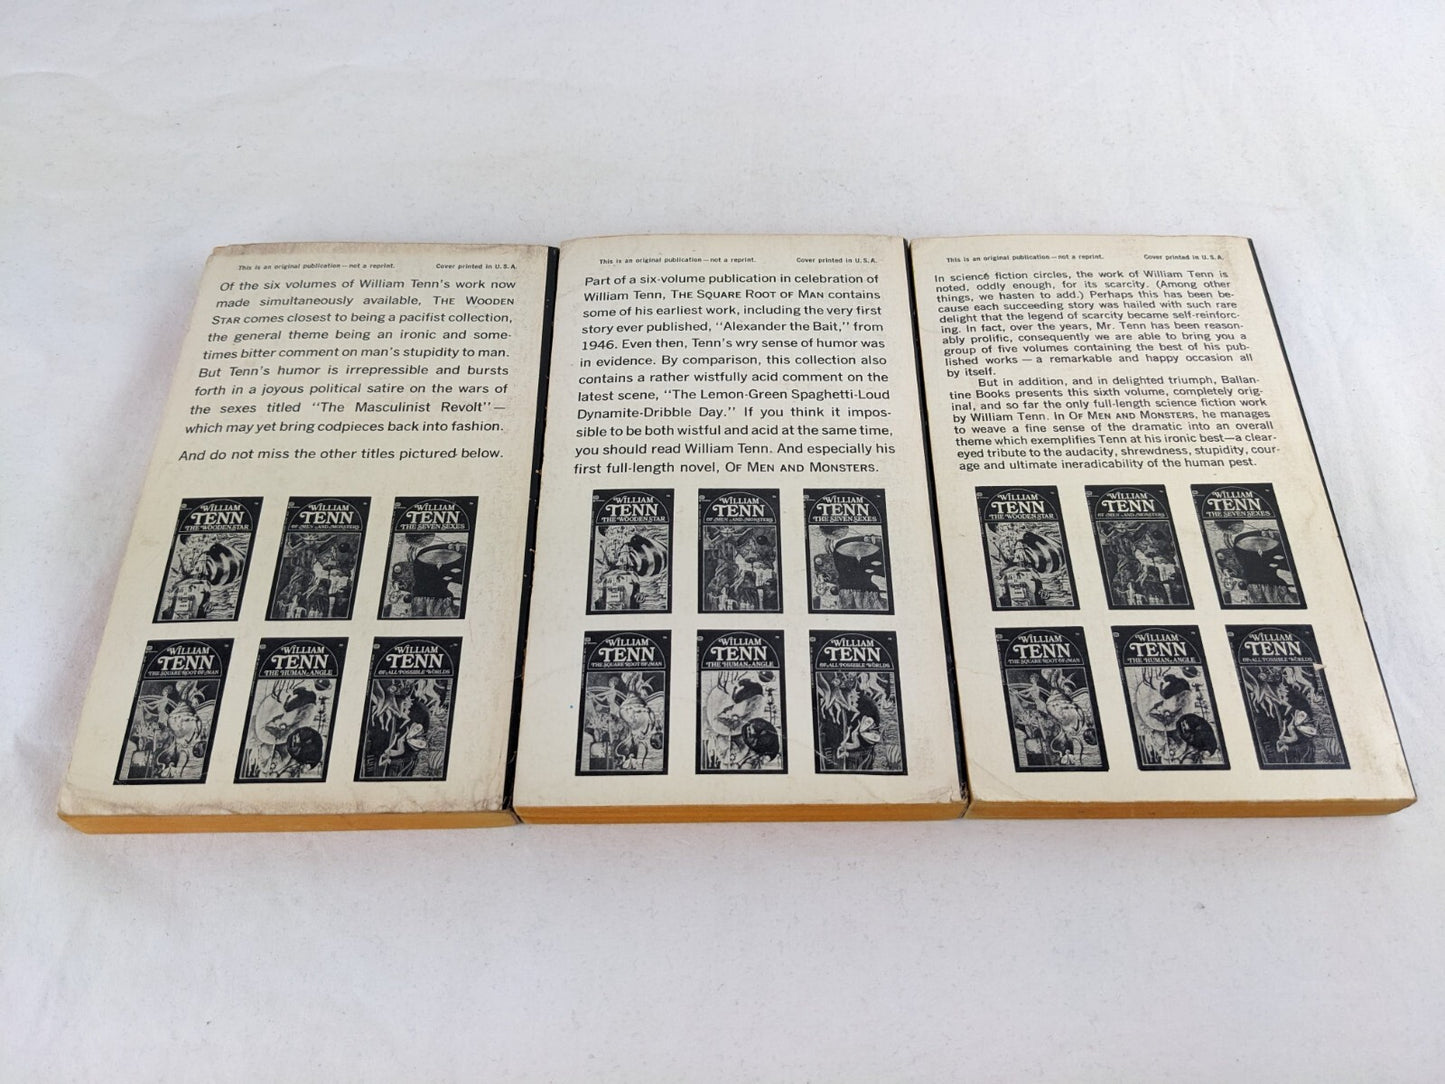 This is an original publication — not a reprint. Cover printed in U.S.A.
Of the six volumes of William Tenn's work now
made simultaneously available, THE WOODEN
STAR comes closest to being a pacifist collection,
the general theme being an ironic and some-
times bitter comment on man's stupidity to man.
But Tenn's humor is irrepressible and bursts
forth in a joyous political satire on the wars of
the sexes titled "The Masculinist Revolt"—
which may yet bring codpieces back into fashion.
And do not miss the other titles pictured below.
WILLIAM
TENN
THE WOODEN STAR
WILLIAM
TENN
OF MEN AND MONSTERS
WILLIAM
TENN
THE SEVEN SEXES
WILLIAM
TENN
THE SQUARE ROOT OF MAN
WILLIAM
TENN
THE HUMAN ANGLE
WILLIAM
TENN
OF ALL POSSIBLE WORLDS
This is an original publication—not a reprint. Cover printed in U.S.A.
Part of a six-volume publication in celebration of
William Tenn, THE SQUARE ROOT OF MAN contains
some of his earliest work, including the very first
story ever published, "Alexander the Bait," from
1946. Even then, Tenn's wry sense of humor was
in evidence. By comparison, this collection also
contains a rather wistfully acid comment on the
latest scene, "The Lemon-Green Spaghetti-Loud
Dynamite-Dribble Day." If you think it impos-
sible to be both wistful and acid at the same time,
you should read William Tenn. And especially his
first full-length novel, OF MEN AND MONSTERS.
WILLIAM
TENN
THE WOODEN STAR
WILLIAM
TENN
OF MEN AND MONSTERS
WILLIAM
TENN
THE SEVEN SEXES
WILLIAM
TENN
THE SQUARE ROOT OF MAN
WILLIAM
TENN
THE HUMAN ANGLE
WILLIAM
TENN
OF ALL POSSIBLE WORLDS
This is an original publication—not a reprint. Cover printed in U.S.A.
In science fiction circles, the work of William Tenn is
noted, oddly enough, for its scarcity. (Among other
things, we hasten to add.) Perhaps this has been be-
cause each succeeding story was hailed with such rare
delight that the legend of scarcity became self-reinforc-
ing. In fact, over the years, Mr. Tenn has been reason-
ably prolific, consequently we are able to bring you a
group of five volumes containing the best of his pub-
lished works — a remarkable and happy occasion all
by itself.
But in addition, and in delighted triumph, Ballan-
tine Books presents this sixth volume, completely orig-
inal, and so far the only full-length science fiction work
by William Tenn. In OF MEN AND MONSTERS, he manages
to weave a fine sense of the dramatic into an overall
theme which exemplifies Tenn at his ironic best—a clear-
eyed tribute to the audacity, shrewdness, stupidity, cour-
age and ultimate ineradicability of the human pest.
WILLIAM
TENN
THE WOODEN STAR
WILLIAM
TENN
OF MEN AND MONSTERS
WILLIAM
TENN
THE SEVEN SEXES
WILLIAM
TENN
THE SQUARE ROOT OF MAN
WILLIAM
TENN
THE HUMAN ANGLE
WILLIAM
TENN
OF ALL POSSIBLE WORLDS